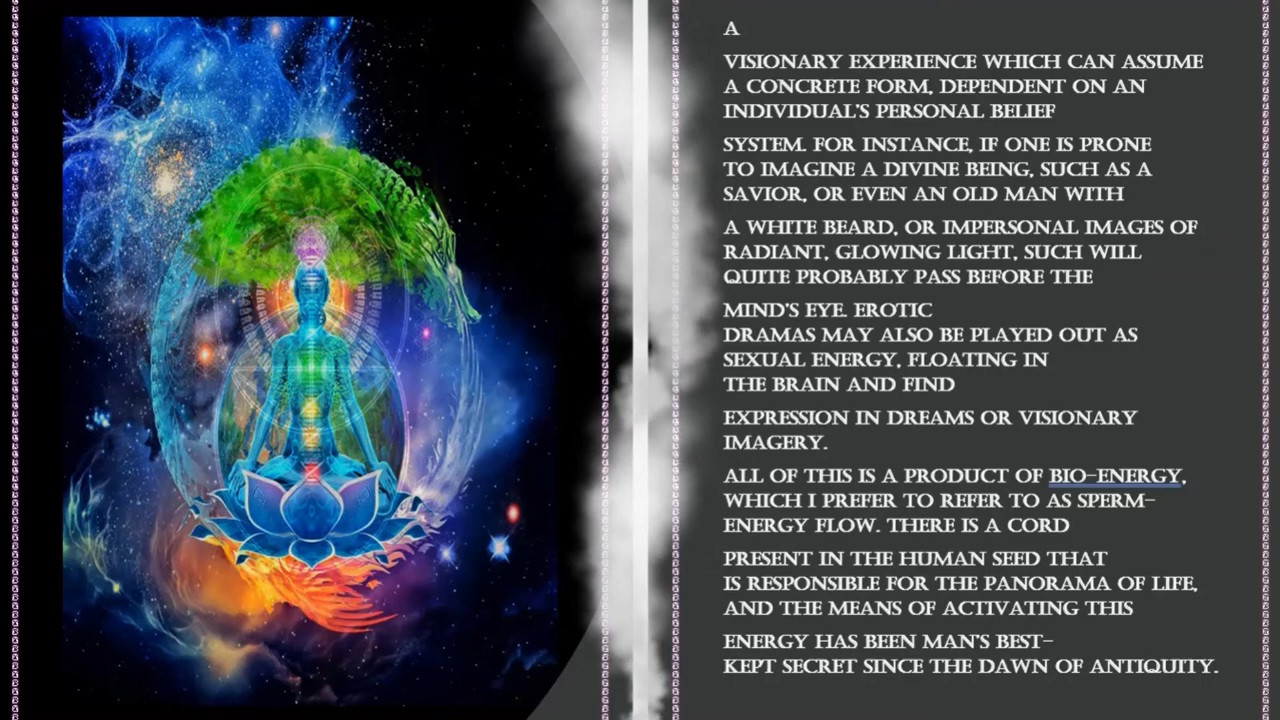 A
VISIONARY EXPERIENCE WHICH CAN ASSUME
A CONCRETE FORM, DEPENDENT ON AN
INDIVIDUAL'S PERSONAL BELIEF
SYSTEM. FOR INSTANCE, IF ONE IS PRONE
TO IMAGINE A DIVINE BEING, SUCH AS A
SAVIOR, OR EVEN AN OLD MAN WITH
A WHITE BEARD, OR IMPERSONAL IMAGES OF
RADIANT, GLOWING LIGHT, SUCH WILL
QUITE PROBABLY PASS BEFORE THE
MIND'S EYE. EROTIC
DRAMAS MAY ALSO BE PLAYED OUT AS
SEXUAL ENERGY, FLOATING IN
THE BRAIN AND FIND
EXPRESSION IN DREAMS OR VISIONARY
IMAGERY.
ALL OF THIS IS A PRODUCT OF BIO-ENERGY,
WHICH I PREFER TO REFER TO AS SPERM-
ENERGY FLOW. THERE IS A CORD
PRESENT IN THE HUMAN SEED THAT
IS RESPONSIBLE FOR THE PANORAMA OF LIFE,
AND THE MEANS OF ACTIVATING THIS
ENERGY HAS BEEN MAN'S BEST-
KEPT SECRET SINCE THE DAWN OF ANTIQUITY.